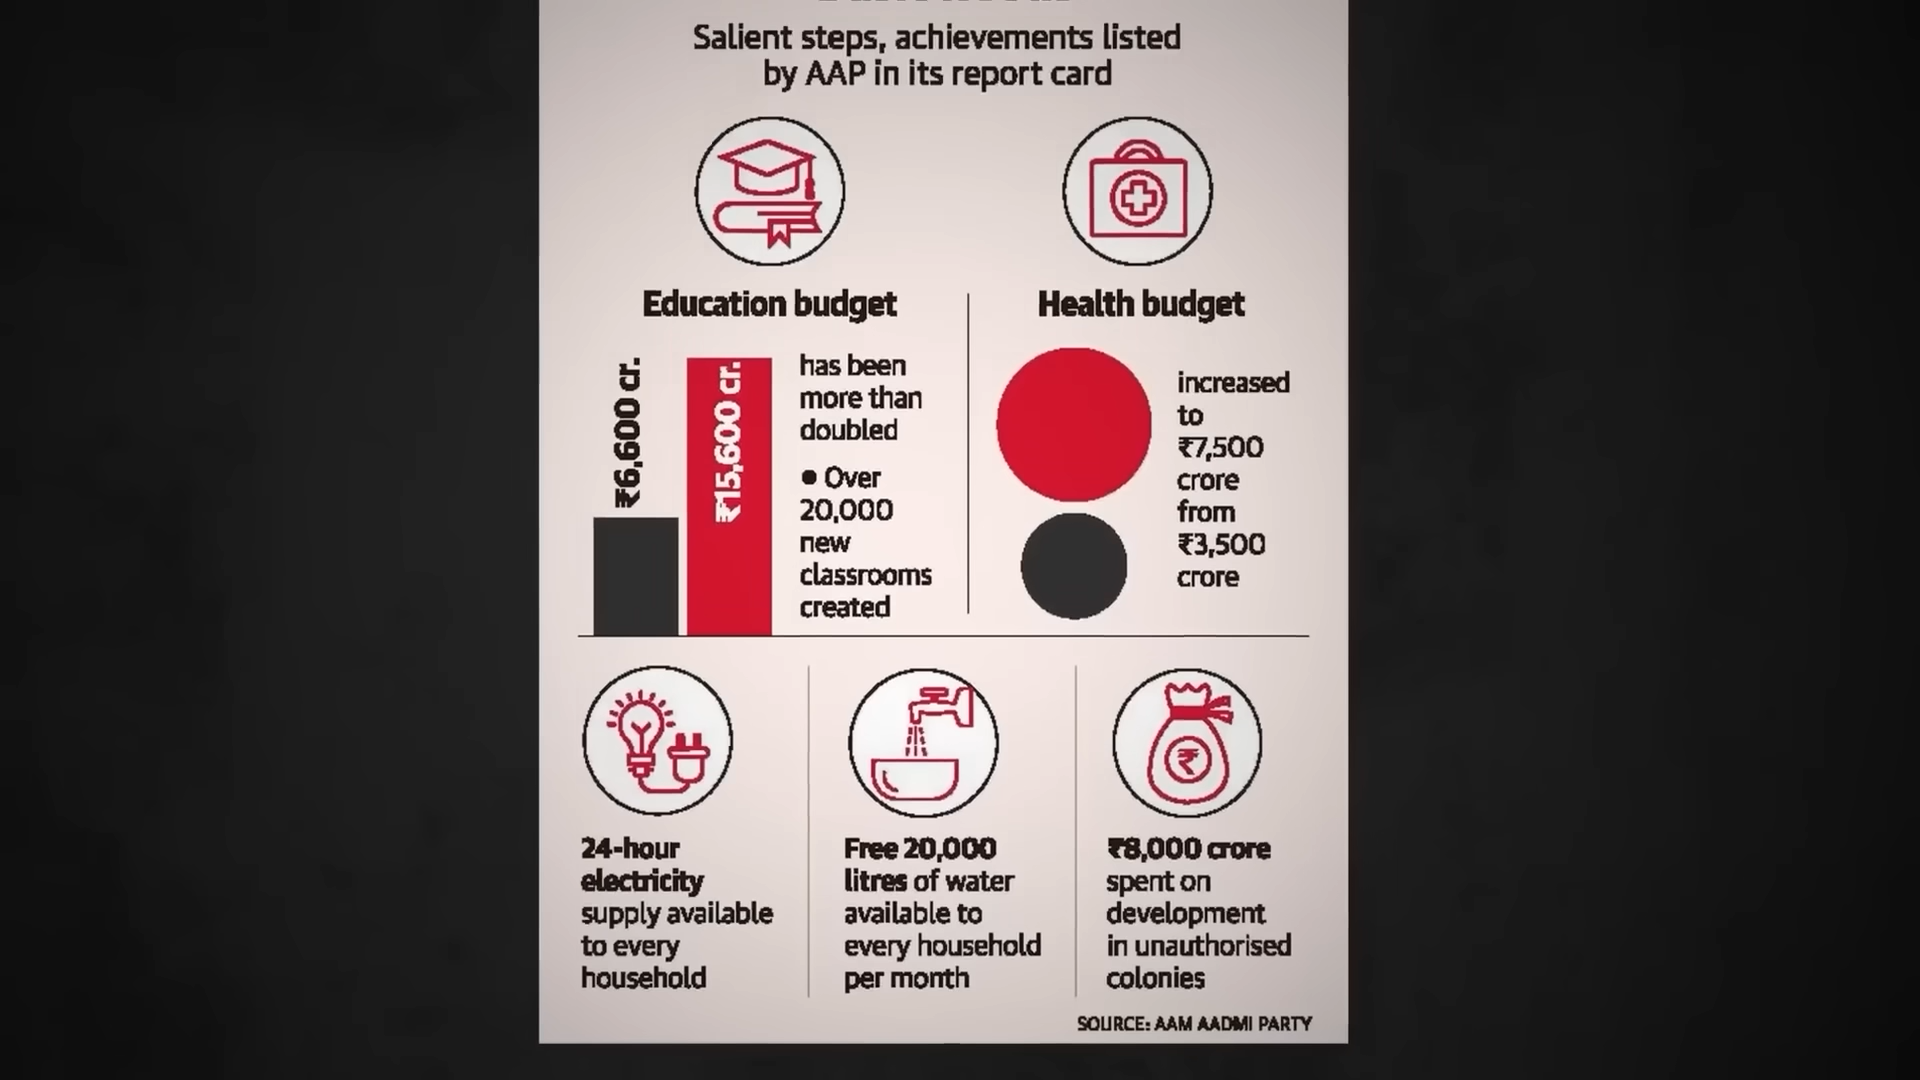 Salient steps, achievements listed
by AAP in its report card
Education budget
₹6,600 cr.
₹15,600 cr.
has been
more than
doubled
● Over
20,000
new
classrooms
created
Health budget
increased
to
₹7,500
crore
from
₹3,500
crore
24-hour
electricity
supply available
to every
household
Free 20,000
litres of water
available to
every household
per month
₹
₹8,000 crore
spent on
development
in unauthorised
colonies
SOURCE: AAM AADMI PARTY